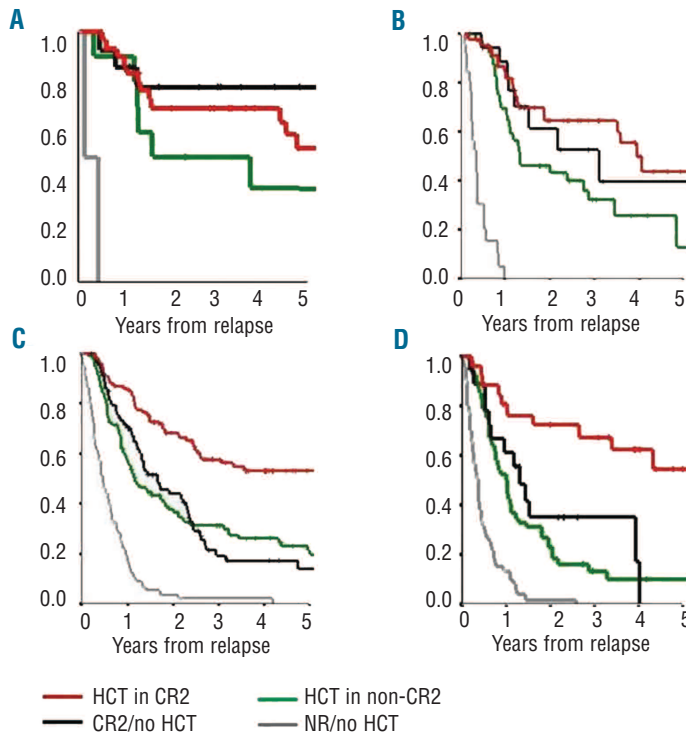 A
1.0
0.8
0.6
0.4
0.2
0.0
0 1 2 3 4 5
Years from relapse
B
1.0
0.8
0.6
0.4
0.2
0.0
0 1 2 3 4 5
Years from relapse
C
1.0
0.8
0.6
0.4
0.2
0.0
0 1 2 3 4 5
Years from relapse
D
1.0
0.8
0.6
0.4
0.2
0.0
0 1 2 3 4 5
Years from relapse
HCT in CR2
HCT in non-CR2
CR2/no HCT
NR/no HCT